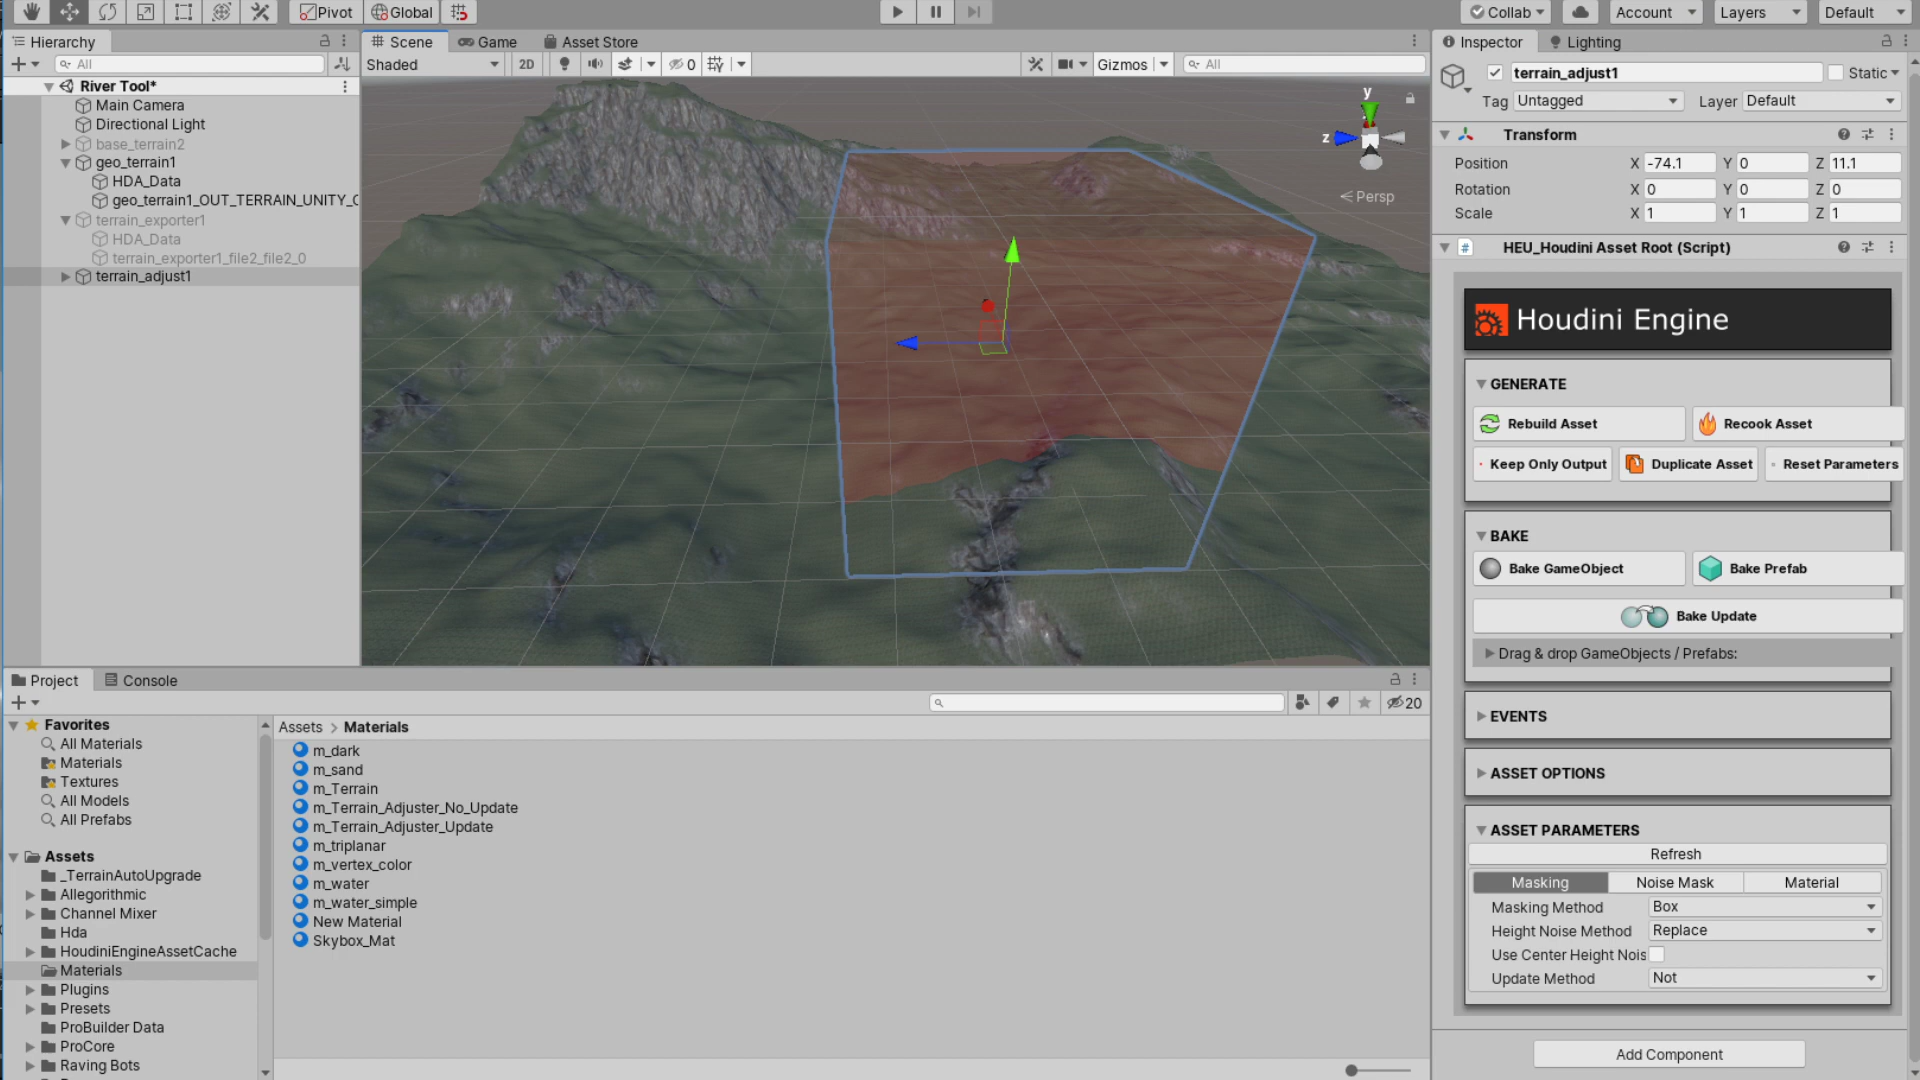 Pivot
Global
Collab
Account
Layers
Default
Hierarchy
All
River Tool*
Main Camera
Directional Light
base_terrain2
geo_terrain1
HDA_Data
geo_terrain1_OUT_TERRAIN_UNITY_
terrain_exporter1
HDA_Data
terrain_exporter1_file2_file2_0
terrain_adjust1
Scene
Game
Asset Store
Shaded
2D
0
Gizmos
All
y
z
Persp
Inspector
Lighting
terrain_adjust1
Static
Tag Untagged
Layer Default
Transform
Position X -74.1 Y 0 Z 11.1
Rotation X 0 Y 0 Z 0
Scale X 1 Y 1 Z 1
# HEU_Houdini Asset Root (Script)
Houdini Engine
GENERATE
Rebuild Asset
Recook Asset
Keep Only Output
Duplicate Asset
Reset Parameters
BAKE
Bake GameObject
Bake Prefab
Bake Update
Drag & drop GameObjects / Prefabs:
EVENTS
ASSET OPTIONS
ASSET PARAMETERS
Refresh
Masking
Noise Mask
Material
Masking Method Box
Height Noise Method Replace
Use Center Height Nois
Update Method Not
Add Component
Project
Console
20
Favorites
All Materials
Materials
Textures
All Models
All Prefabs
Assets
_TerrainAutoUpgrade
Allegorithmic
Channel Mixer
Hda
HoudiniEngineAssetCache
Materials
Plugins
Presets
ProBuilder Data
ProCore
Raving Bots
Assets > Materials
m_dark
m_sand
m_Terrain
m_Terrain_Adjuster_No_Update
m_Terrain_Adjuster_Update
m_triplanar
m_vertex_color
m_water
m_water_simple
New Material
Skybox_Mat